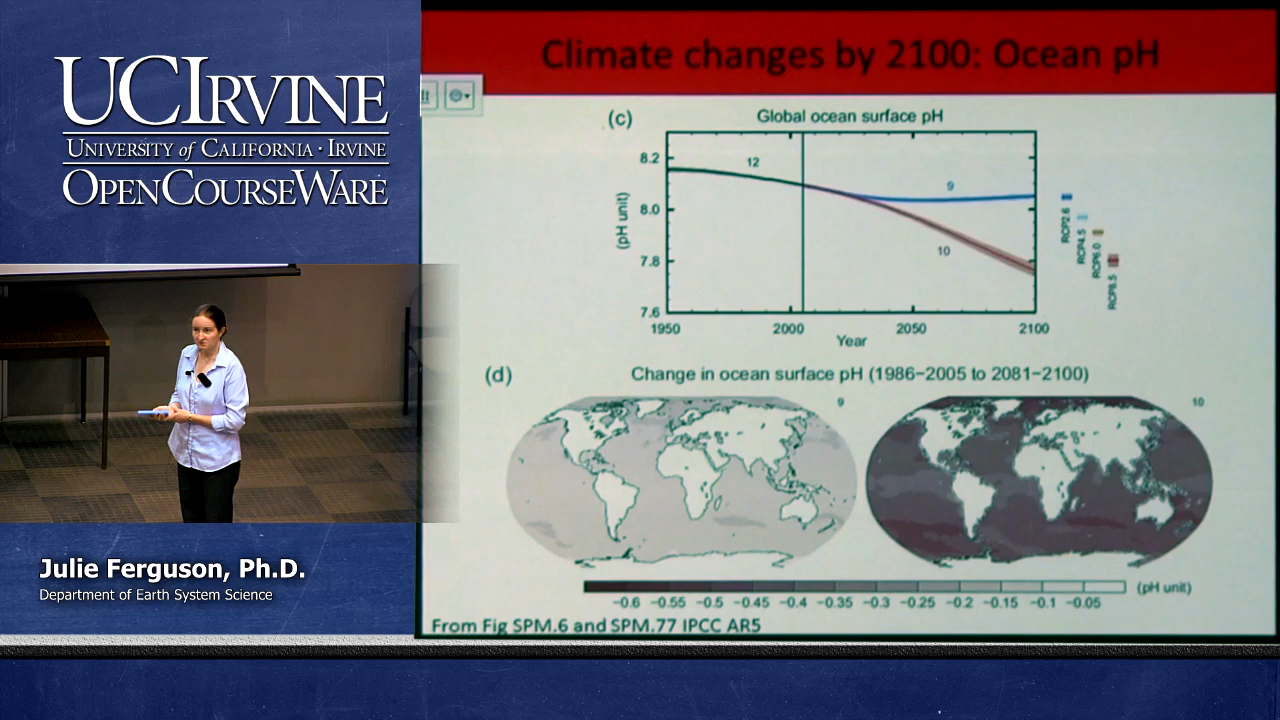 UCIRVINE
UNIVERSITY of CALIFORNIA · IRVINE
OPENCOURSEWARE
Julie Ferguson, Ph.D.
Department of Earth System Science
Climate changes by 2100: Ocean pH
(c)
Global ocean surface pH
(pH unit)
8.2
8.0
7.8
7.6
12
9
10
1950
2000
2050
2100
Year
RCP2.6
RCP4.5
RCP6.0
RCP8.5
(d)
Change in ocean surface pH (1986−2005 to 2081−2100)
9
10
(pH unit)
−0.6 −0.55 −0.5 −0.45 −0.4 −0.35 −0.3 −0.25 −0.2 −0.15 −0.1 −0.05
From Fig SPM.6 and SPM.77 IPCC AR5